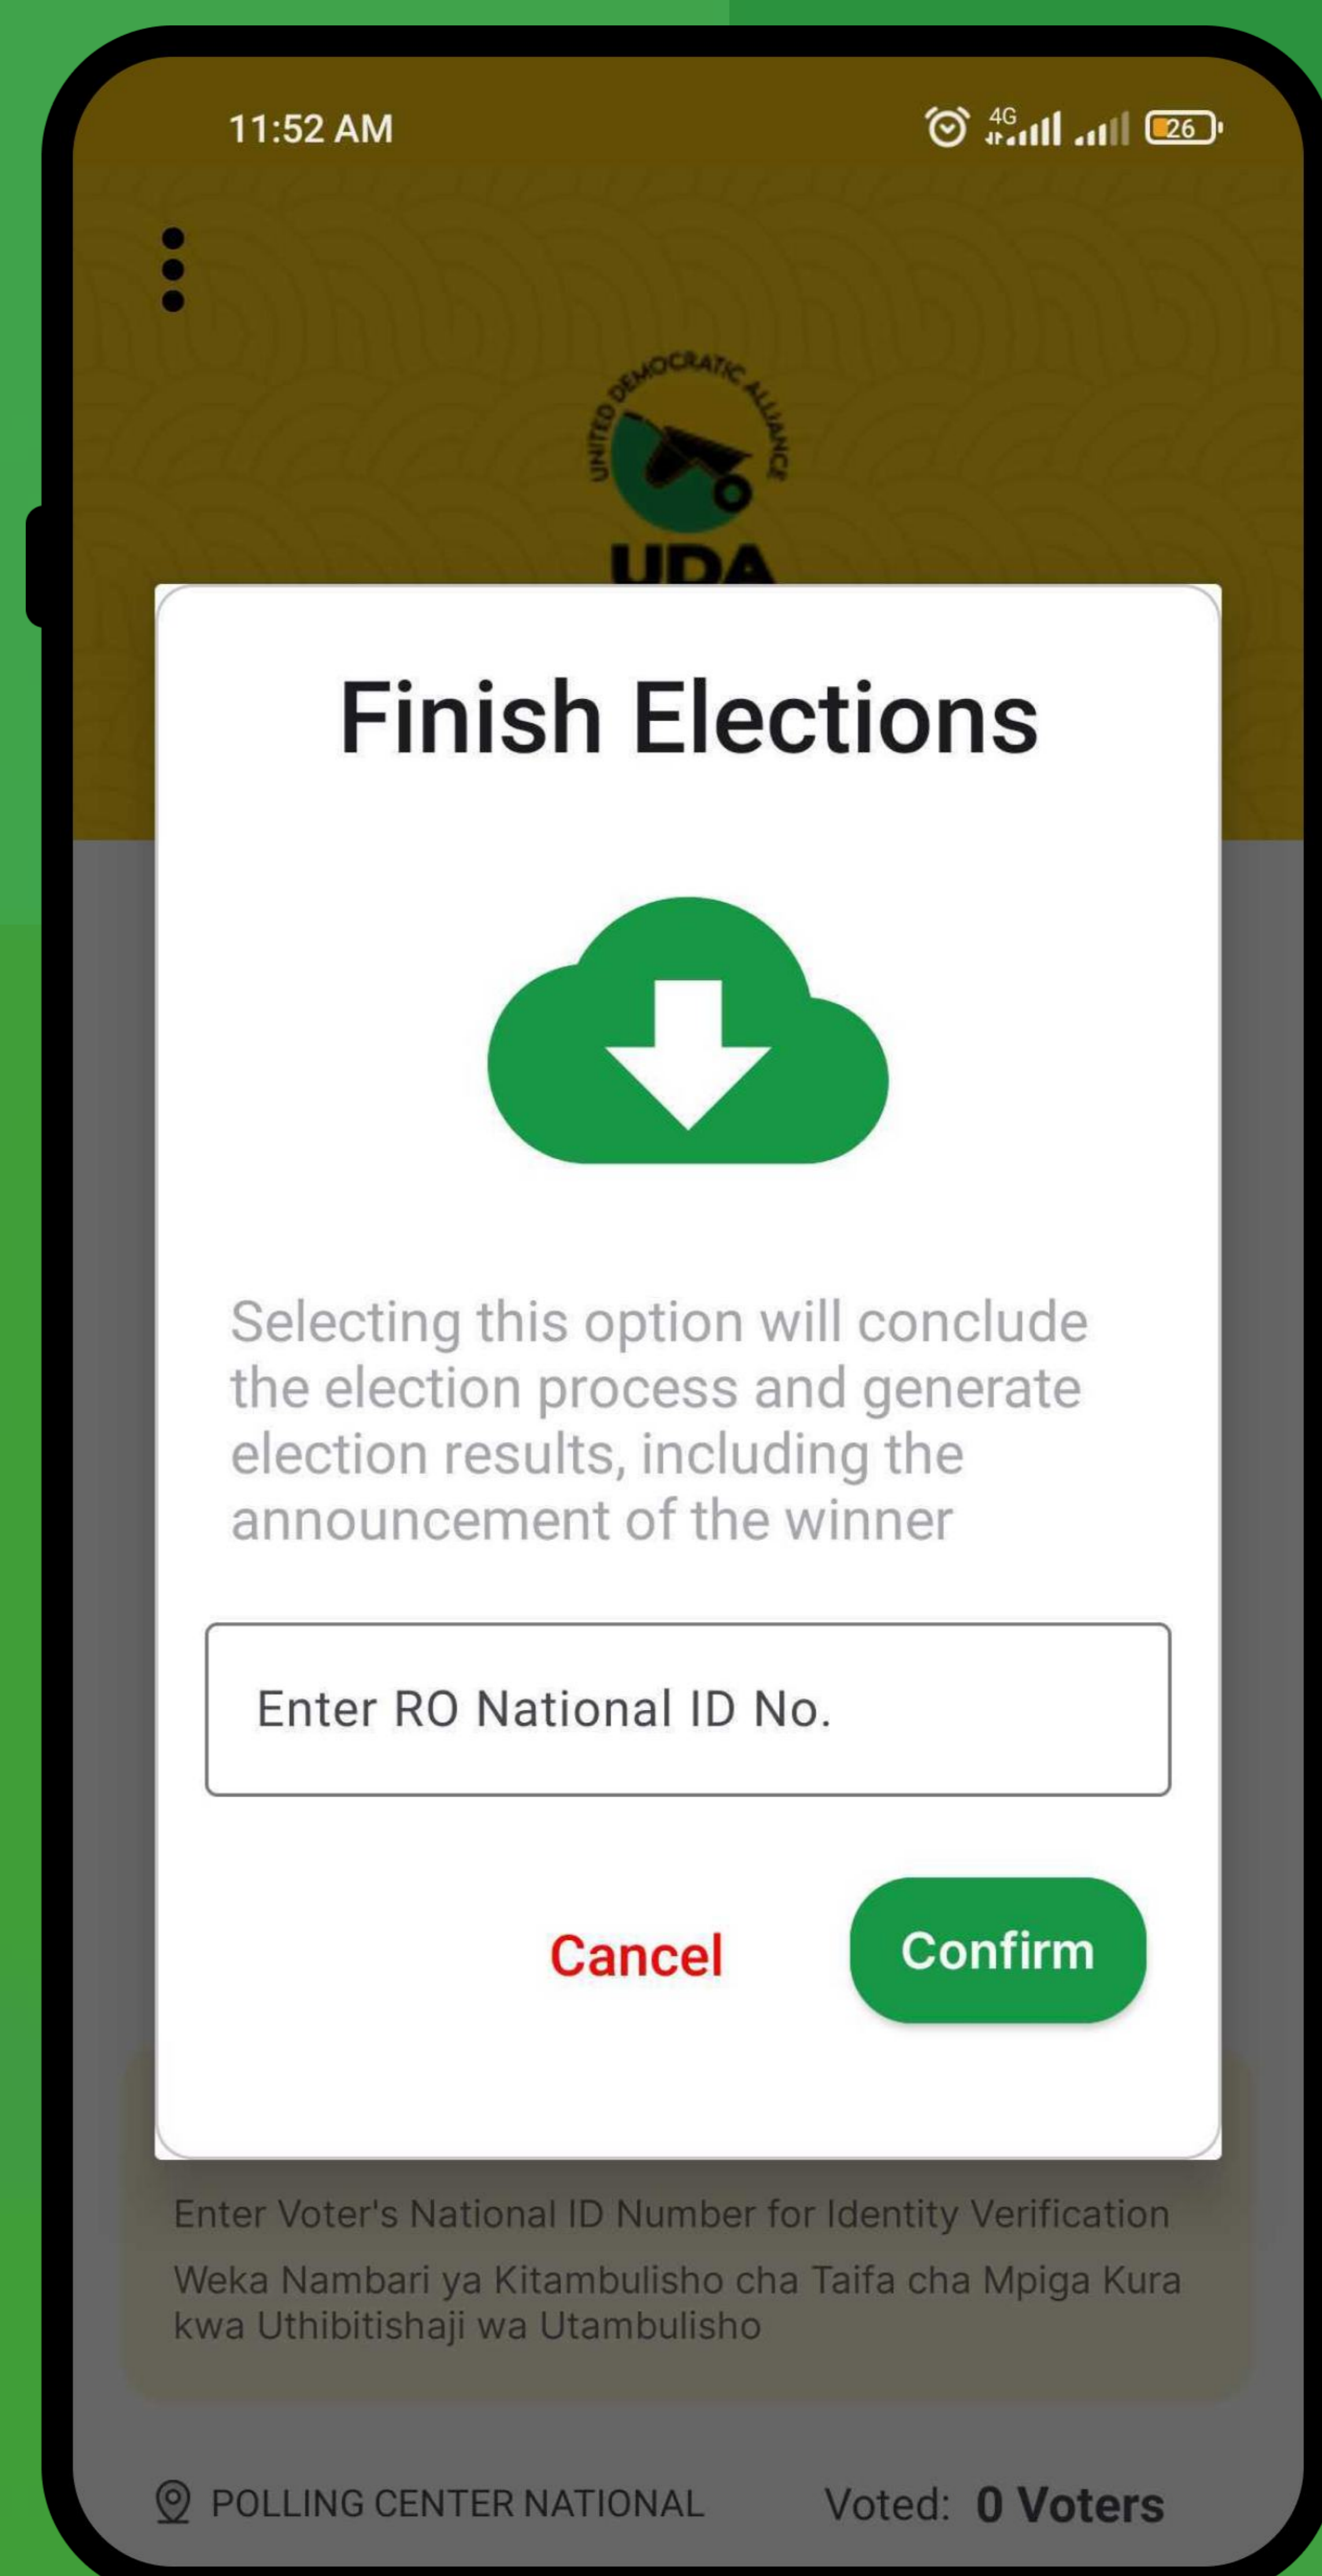 11:52 AM
4G
26
UNITED DEMOCRATIC ALLIANCE
UDA
Finish Elections
Selecting this option will conclude
the election process and generate
election results, including the
announcement of the winner
Enter RO National ID No.
Cancel
Confirm
Enter Voter's National ID Number for Identity Verification
Weka Nambari ya Kitambulisho cha Taifa cha Mpiga Kura
kwa Uthibitishaji wa Utambulisho
POLLING CENTER NATIONAL
Voted: 0 Voters